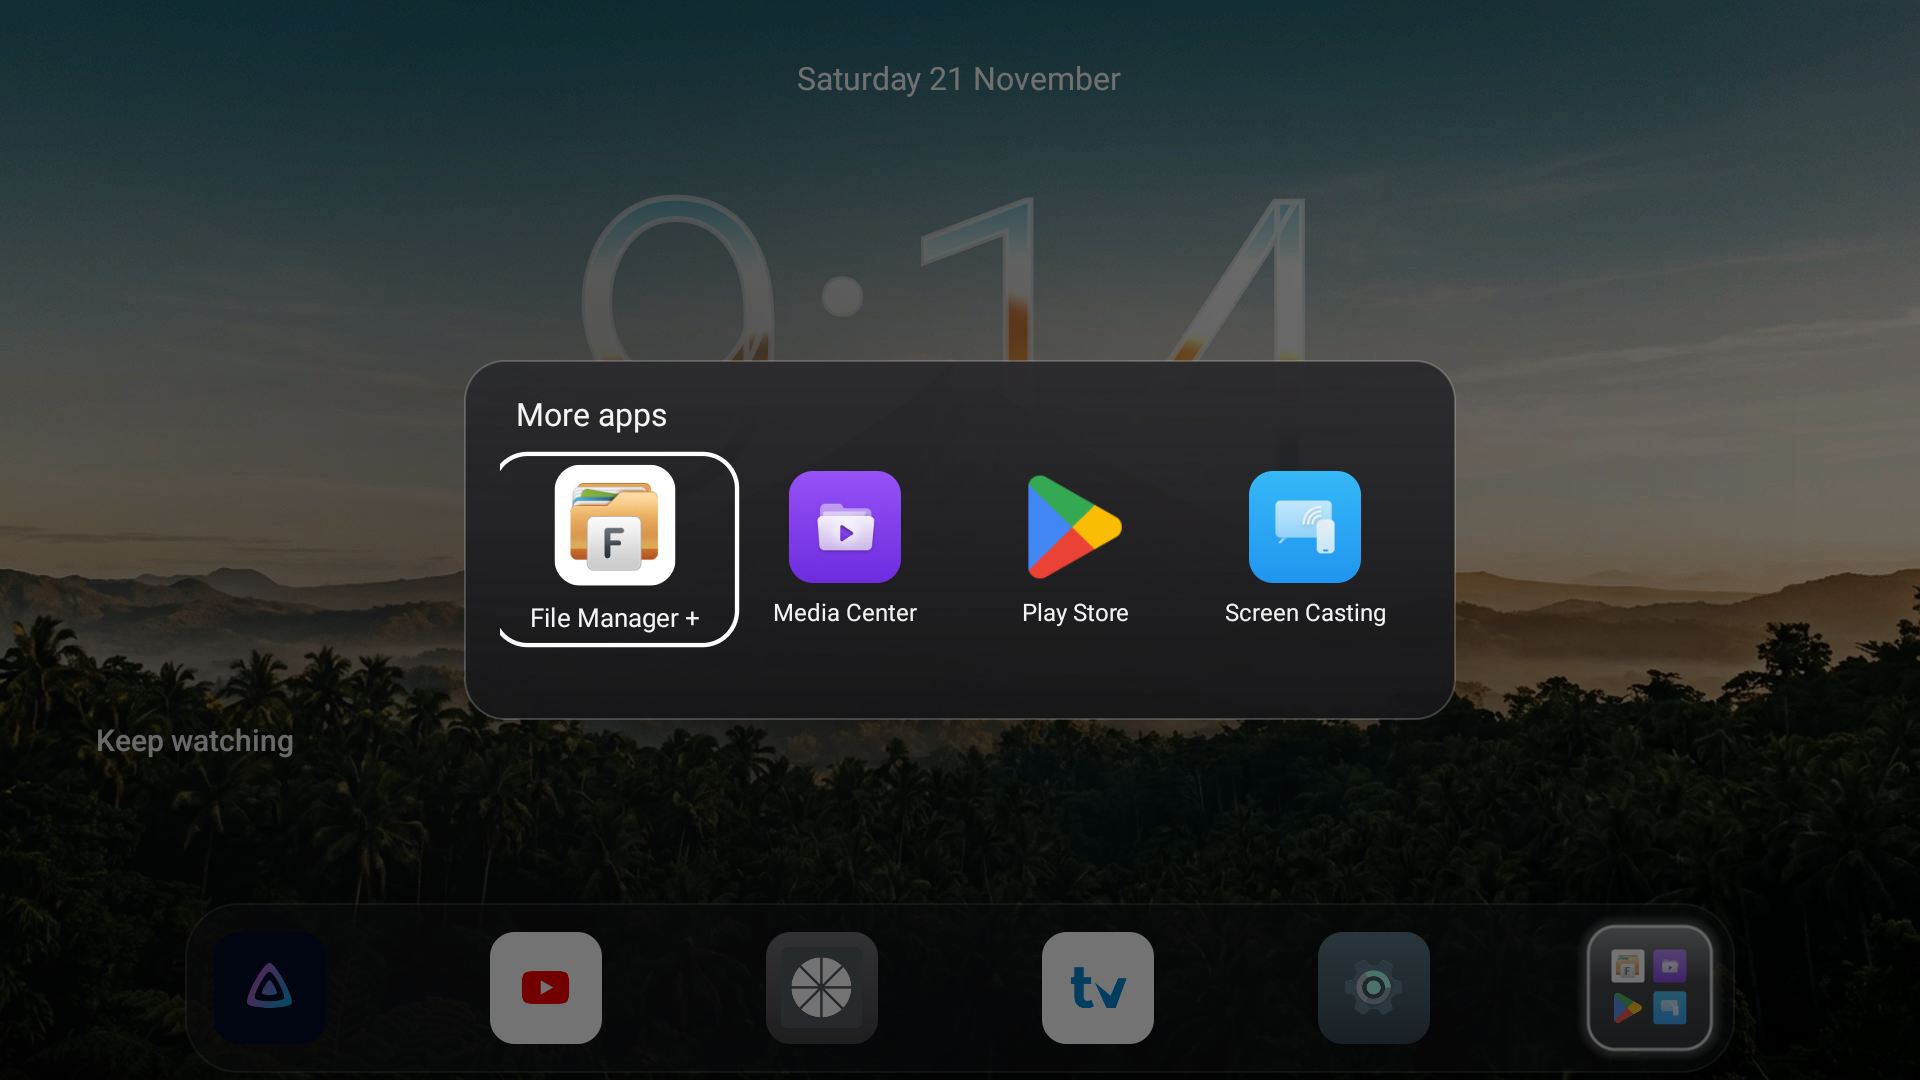 Saturday 21 November
9:14
More apps
F
File Manager +
Media Center
Play Store
Screen Casting
Keep watching
tv
F